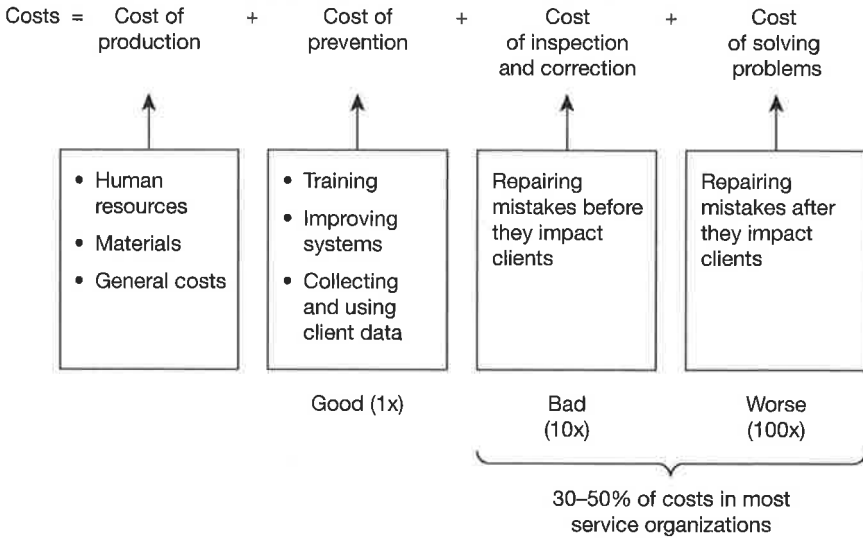 Costs = Cost of production + Cost of prevention + Cost of inspection and correction + Cost of solving problems
• Human resources
• Materials
• General costs
• Training
• Improving systems
• Collecting and using client data
Repairing mistakes before they impact clients
Repairing mistakes after they impact clients
Good (1x)
Bad (10x)
Worse (100x)
30–50% of costs in most service organizations